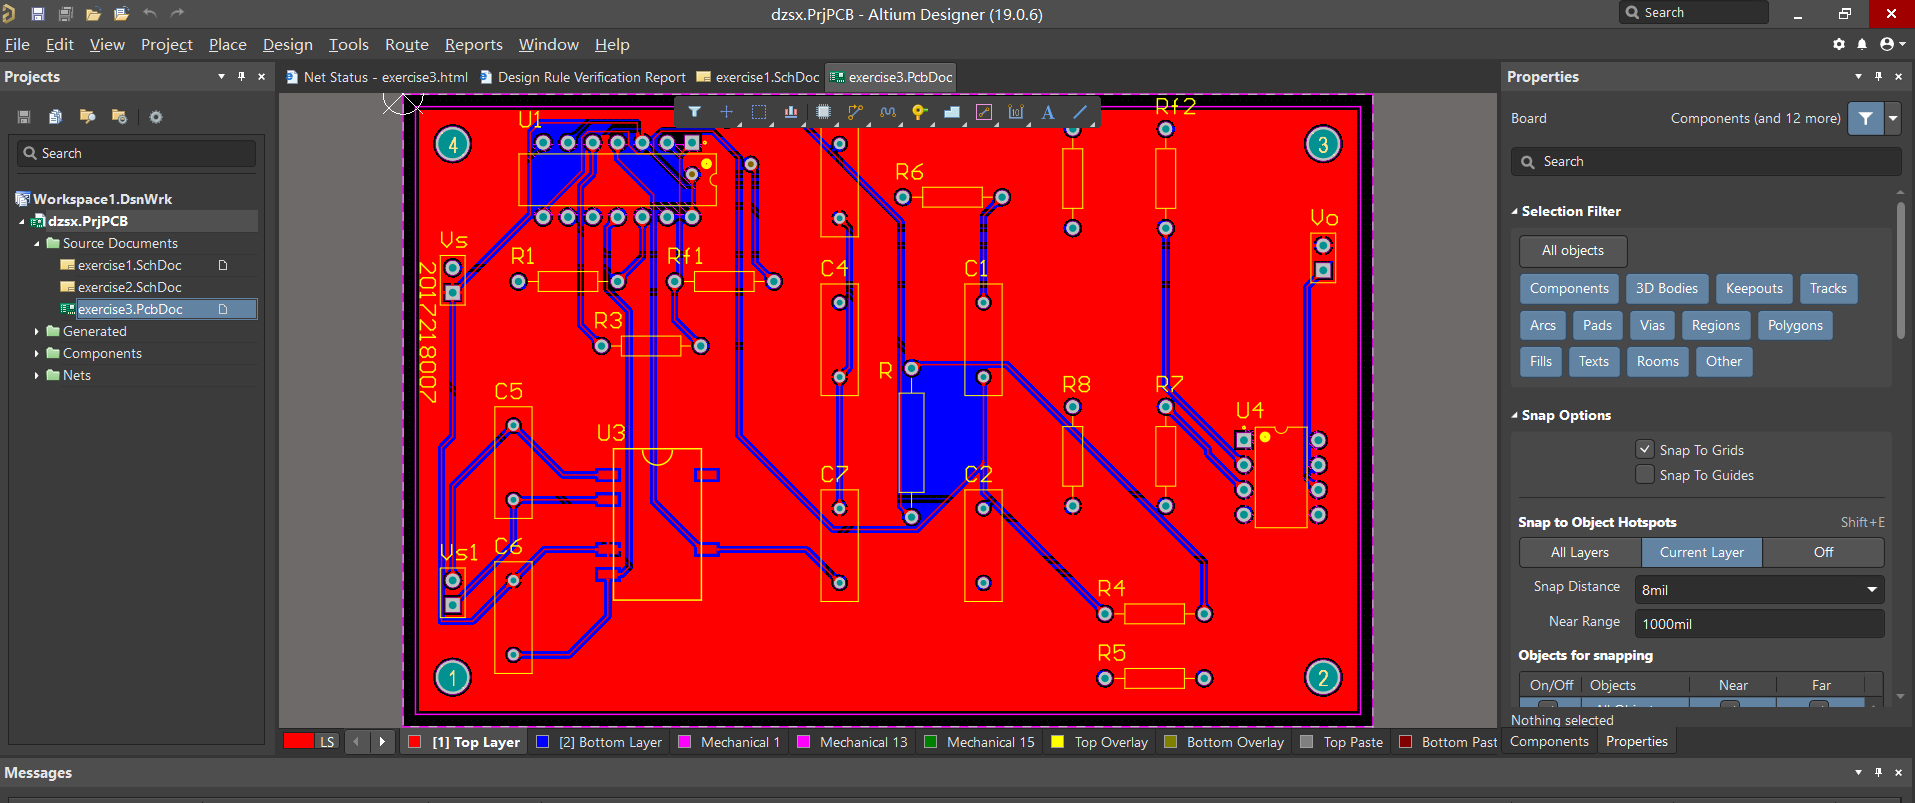 dzsx.PrjPCB - Altium Designer (19.0.6)
Search
File Edit View Project Place Design Tools Route Reports Window Help
Projects
Net Status - exercise3.html
Design Rule Verification Report
exercise1.SchDoc
exercise3.PcbDoc
Properties
Search
Workspace1.DsnWrk
dzsx.PrjPCB
Source Documents
exercise1.SchDoc
exercise2.SchDoc
exercise3.PcbDoc
Generated
Components
Nets
A
U1
Rf2
4
3
R6
Vs
Vo
R1
Rf1
C4
C1
2017218007
R3
R
R8
R7
C5
U4
U3
C7
C2
Vs1
C6
R4
R5
1
2
LS
[1] Top Layer
[2] Bottom Layer
Mechanical 1
Mechanical 13
Mechanical 15
Top Overlay
Bottom Overlay
Top Paste
Bottom Past
Board
Components (and 12 more)
Search
Selection Filter
All objects
Components 3D Bodies Keepouts Tracks
Arcs Pads Vias Regions Polygons
Fills Texts Rooms Other
Snap Options
Snap To Grids
Snap To Guides
Snap to Object Hotspots Shift+E
All Layers Current Layer Off
Snap Distance 8mil
Near Range 1000mil
Objects for snapping
On/Off Objects Near Far
Nothing selected
Components Properties
Messages